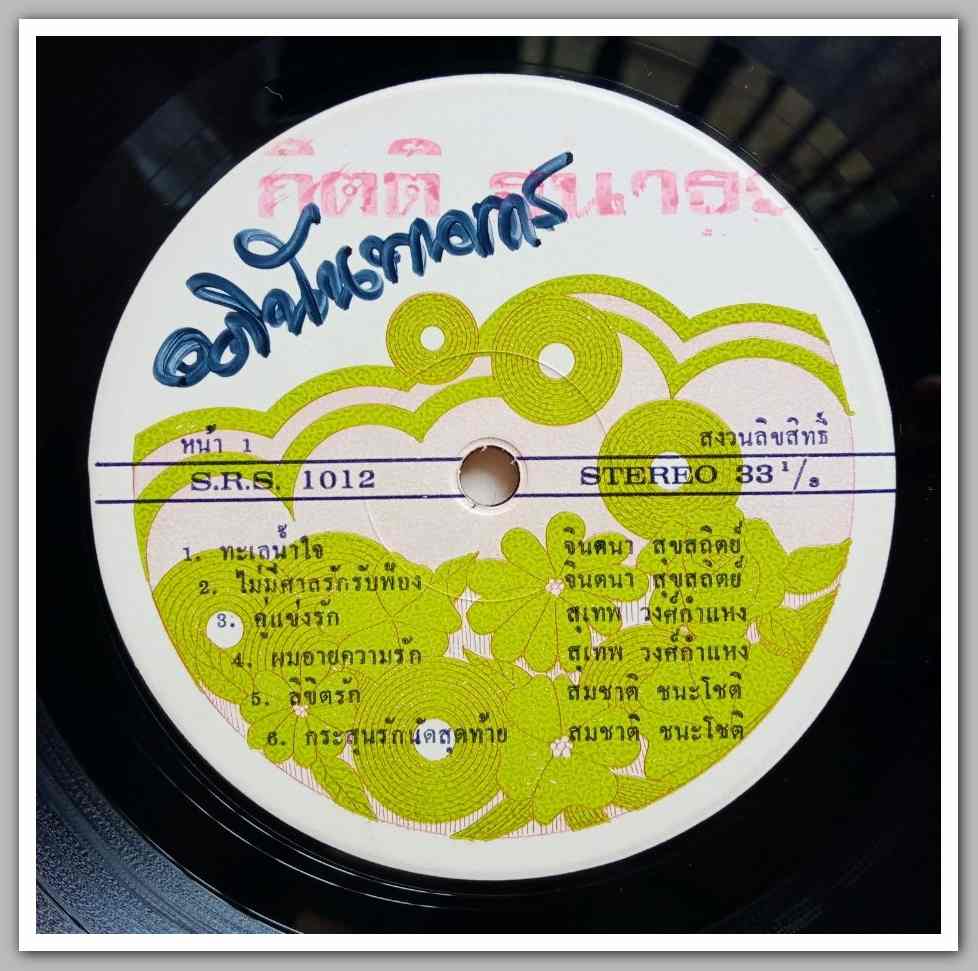 อภินันทนาการ
หน้า 1
สงวนลิขสิทธิ์
S.R.S. 1012
STEREO 33 1/3
1. ทะเลน้ำใจ จินตนา สุขสถิตย์
2. ไม่มีศาลรักรับฟ้อง จินตนา สุขสถิตย์
3. คู่แข่งรัก สุเทพ วงศ์กำแหง
4. ผมอายความรัก สุเทพ วงศ์กำแหง
5. ลิขิตรัก สมชาติ ชนะโชติ
6. กระสุนรักนัดสุดท้าย สมชาติ ชนะโชติ